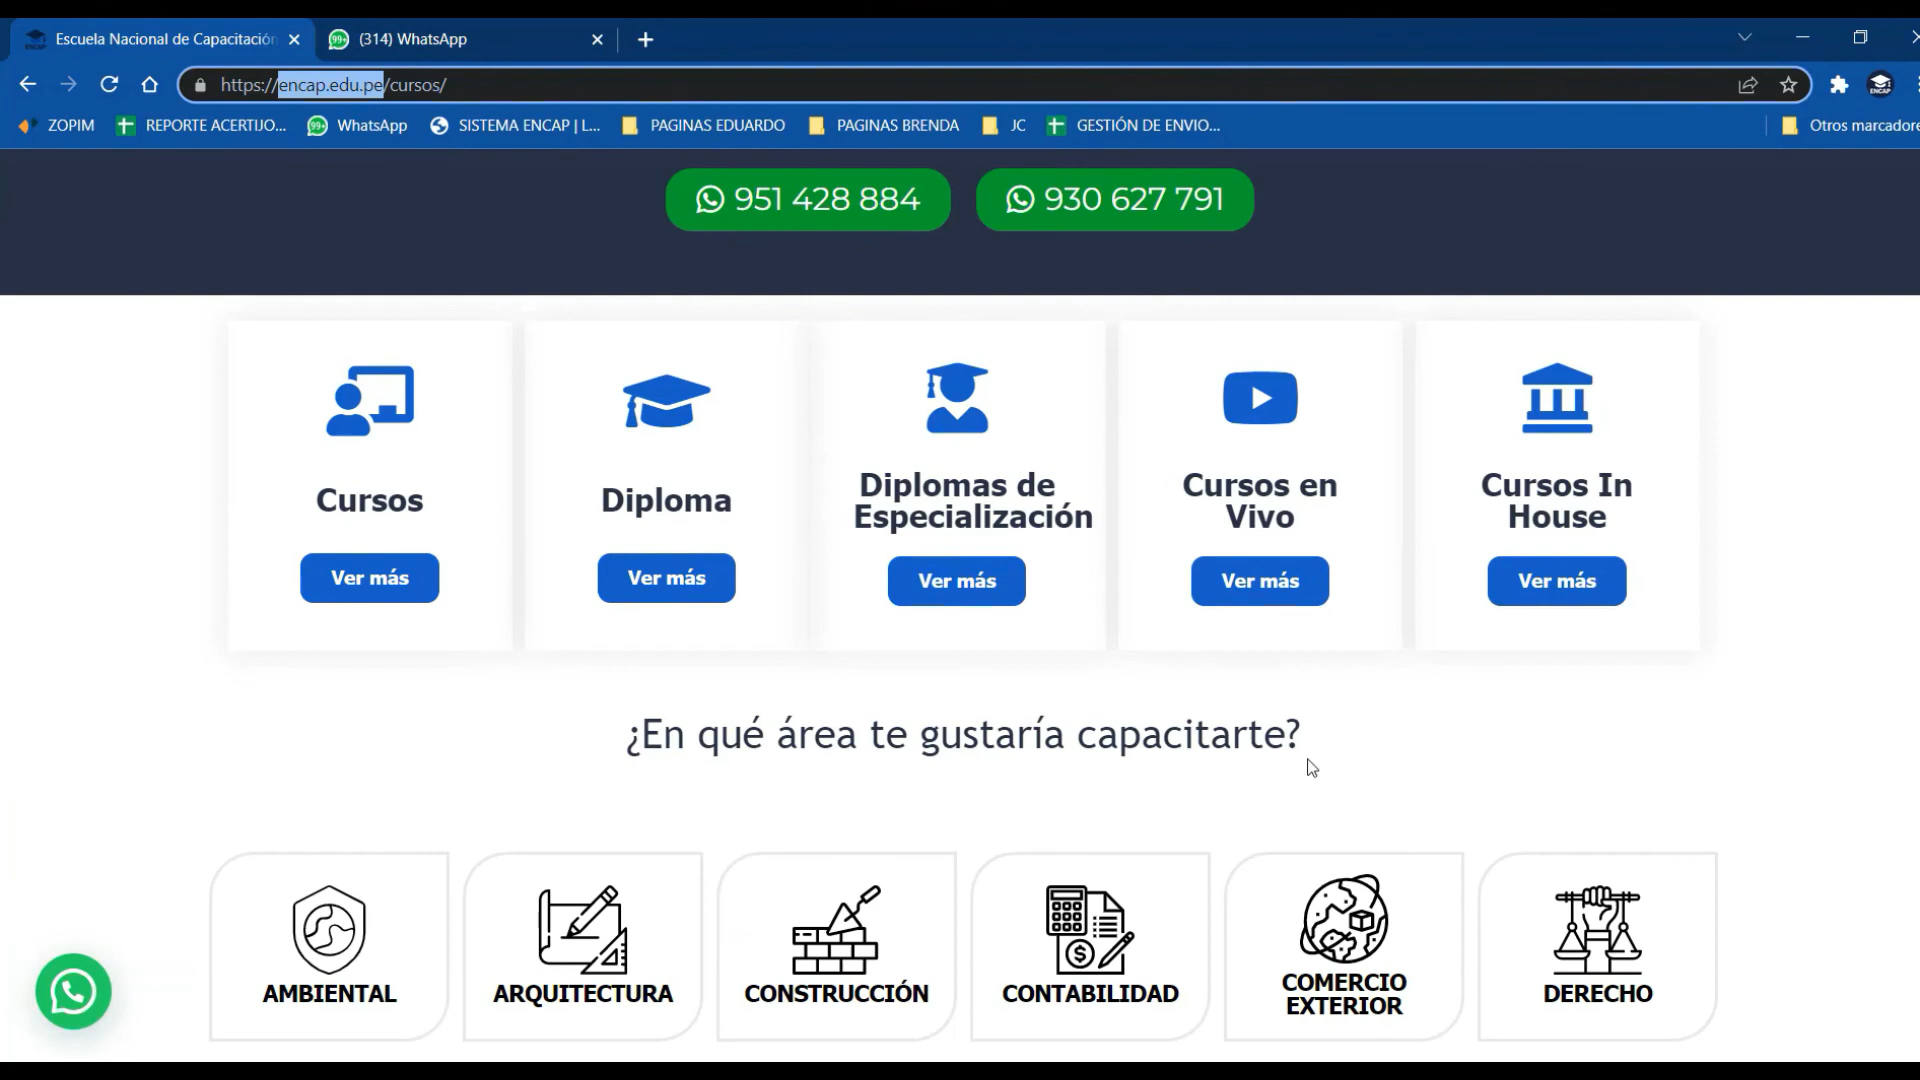 Escuela Nacional de Capacitación
(314) WhatsApp
https://encap.edu.pe/cursos/
ZOPIM
REPORTE ACERTIJO...
WhatsApp
SISTEMA ENCAP | L...
PAGINAS EDUARDO
PAGINAS BRENDA
JC
GESTIÓN DE ENVIO...
Otros marcadore
951 428 884
930 627 791
Cursos
Diploma
Diplomas de
Especialización
Cursos en
Vivo
Cursos In
House
Ver más
Ver más
Ver más
Ver más
Ver más
¿En qué área te gustaría capacitarte?
AMBIENTAL
ARQUITECTURA
CONSTRUCCIÓN
CONTABILIDAD
COMERCIO
EXTERIOR
DERECHO